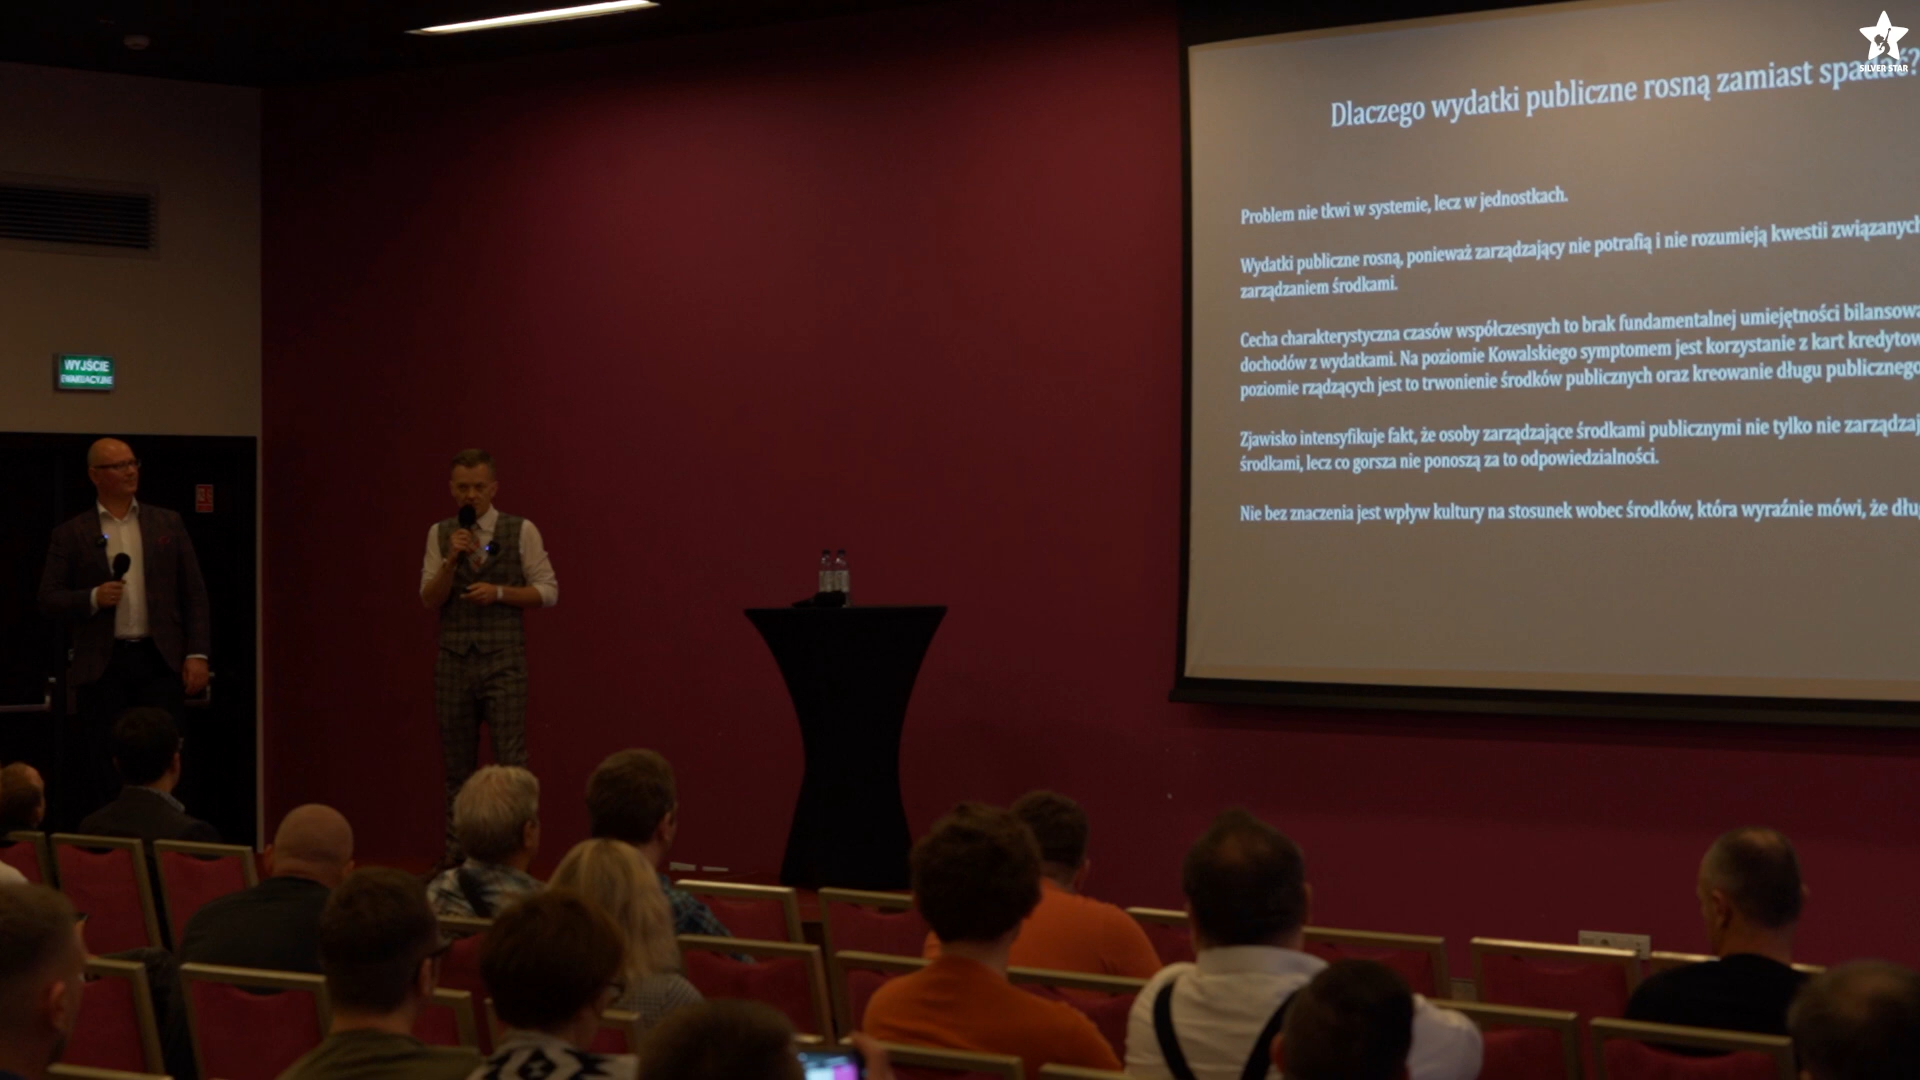 SILVER STAR
Dlaczego wydatki publiczne rosną zamiast spadać?
Problem nie tkwi w systemie, lecz w jednostkach.
Wydatki publiczne rosną, ponieważ zarządzający nie potrafią i nie rozumieją kwestii związanych
zarządzaniem środkami.
Cecha charakterystyczna czasów współczesnych to brak fundamentalnej umiejętności
dochodów z wydatkami. Na poziomie Kowalskiego symptomem jest korzystanie z kart
poziomie rządzących jest to trwonienie środków publicznych oraz kreowanie długu publicznego
Zjawisko intensyfikuje fakt, że osoby zarządzające środkami publicznymi nie tylko nie
środkami, lecz co gorsza nie ponoszą za to odpowiedzialności.
Nie bez znaczenia jest wpływ kultury na stosunek wobec środków, która wyraźnie mówi, że
WYJŚCIE
EWAKUACYJNE